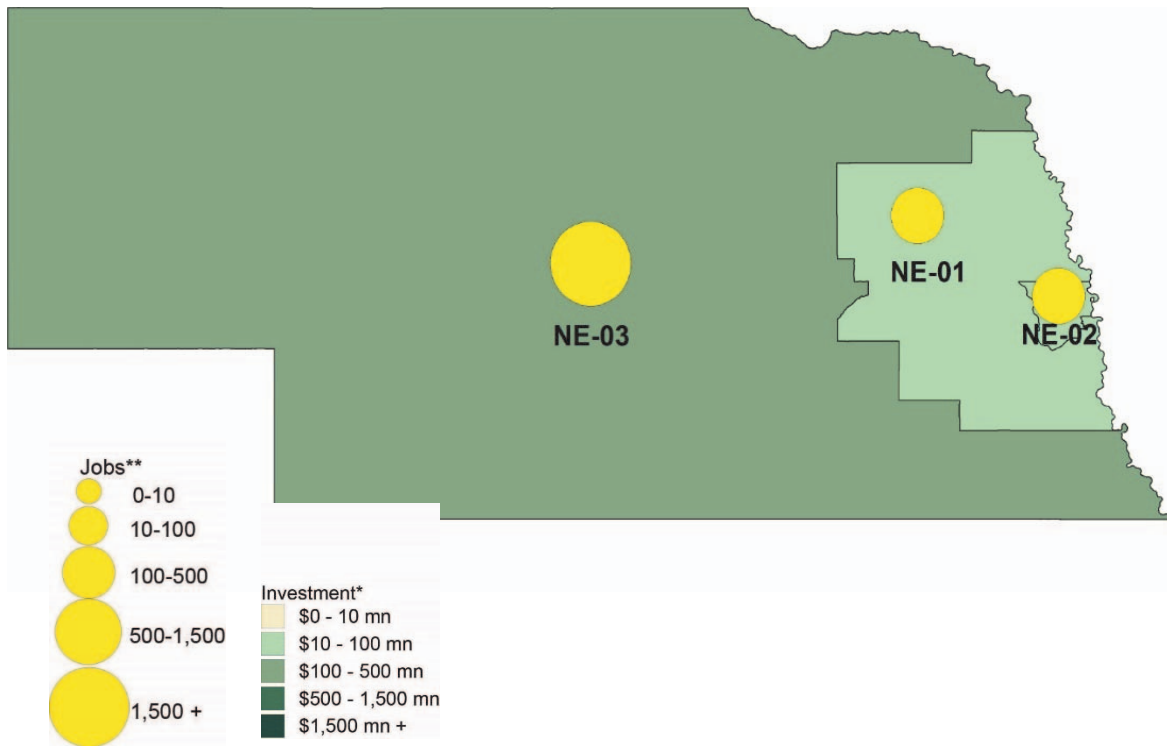 NE-01
NE-03
NE-02
Jobs**
0-10
10-100
100-500
500-1,500
1,500 +
Investment*
$0 - 10 mn
$10 - 100 mn
$100 - 500 mn
$500 - 1,500 mn
$1,500 mn +